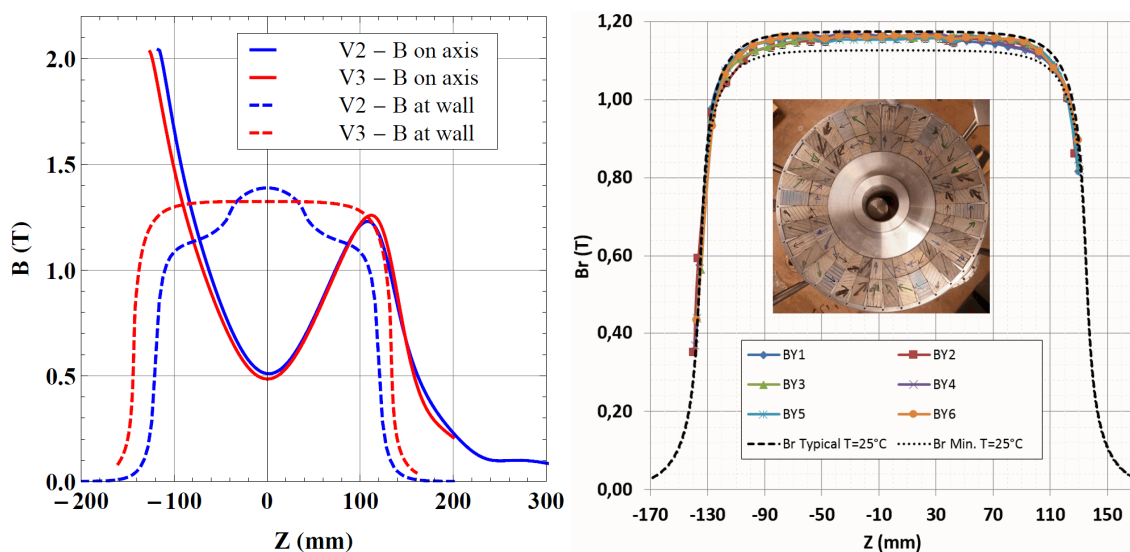 V2 – B on axis
V3 – B on axis
V2 – B at wall
V3 – B at wall
2.0
1.5
1.0
0.5
0.0
B (T)
−200 −100 0 100 200 300
Z (mm)
1,20
1,00
0,80
0,60
0,40
0,20
0,00
Br (T)
BY1 BY2
BY3 BY4
BY5 BY6
Br Typical T=25°C Br Min. T=25°C
-170 -130 -90 -50 -10 30 70 110 150
Z (mm)